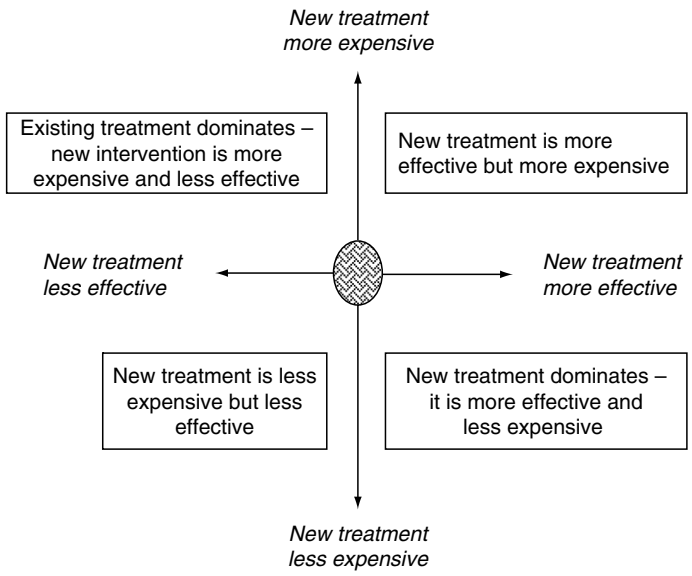 New treatment
more expensive
Existing treatment dominates –
new intervention is more
expensive and less effective
New treatment is more
effective but more expensive
New treatment
less effective
New treatment
more effective
New treatment is less
expensive but less
effective
New treatment dominates –
it is more effective and
less expensive
New treatment
less expensive